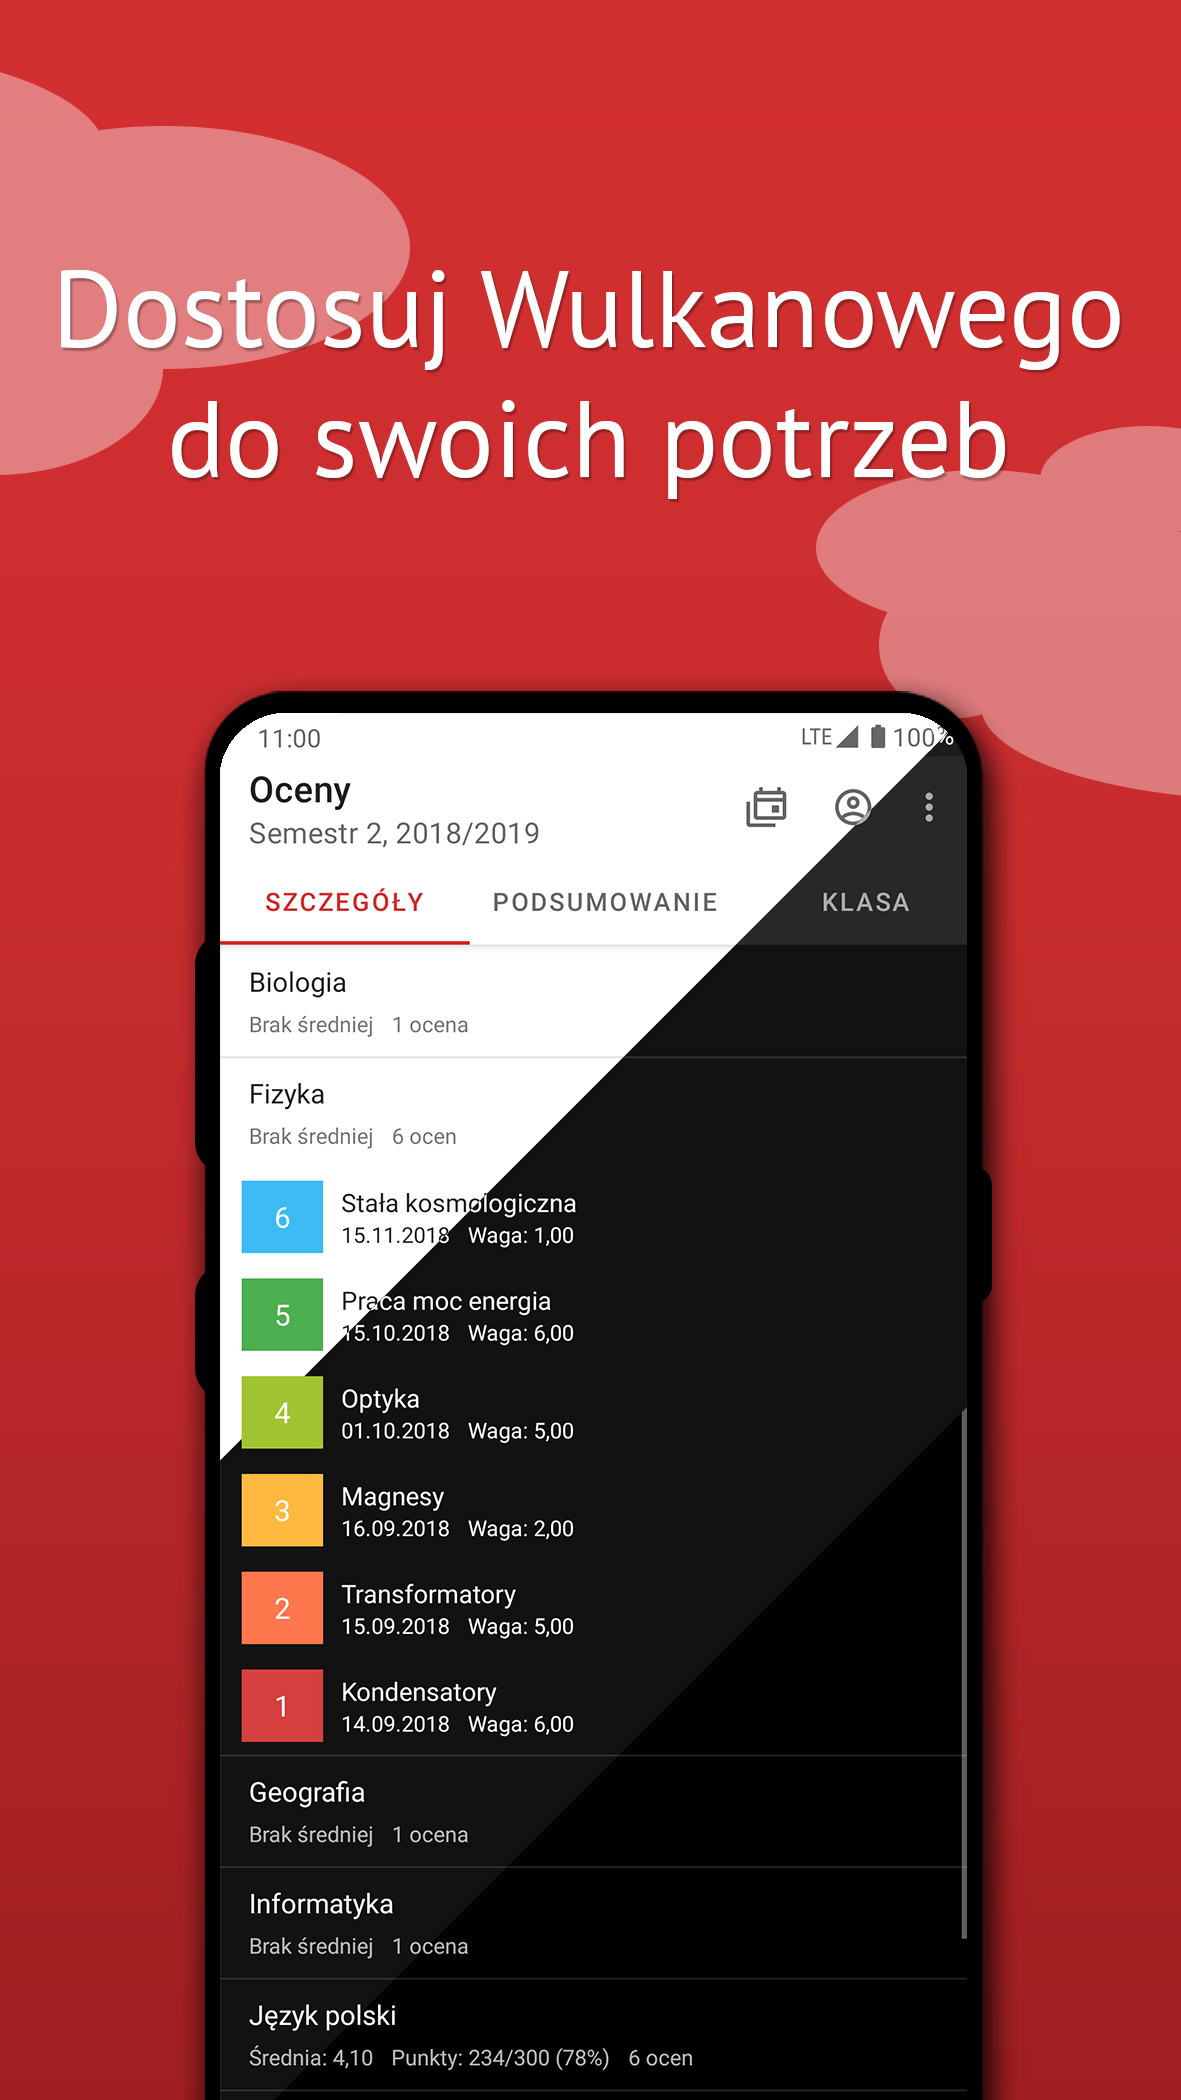 Dostosuj Wulkanowego
do swoich potrzeb
11:00 LTE 100%
Oceny
Semestr 2, 2018/2019
SZCZEGÓŁY PODSUMOWANIE KLASA
Biologia
Brak średniej 1 ocena
Fizyka
Brak średniej 6 ocen
6 Stała kosmologiczna
15.11.2018 Waga: 1,00
5 Praca moc energia
15.10.2018 Waga: 6,00
4 Optyka
01.10.2018 Waga: 5,00
3 Magnesy
16.09.2018 Waga: 2,00
2 Transformatory
15.09.2018 Waga: 5,00
1 Kondensatory
14.09.2018 Waga: 6,00
Geografia
Brak średniej 1 ocena
Informatyka
Brak średniej 1 ocena
Język polski
Średnia: 4,10 Punkty: 234/300 (78%) 6 ocen